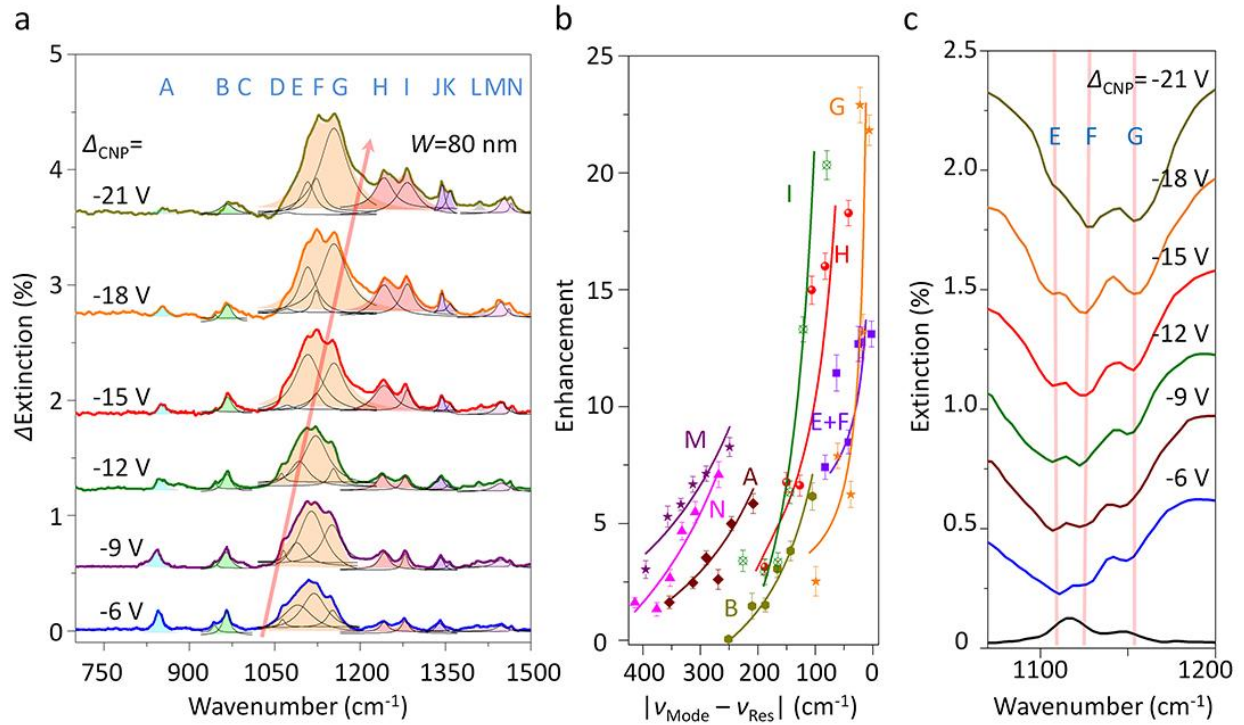 a
5
4
3
2
1
0
ΔExtinction (%)
A B C D E F G H I JK L MN
Δ_CNP=
W=80 nm
-21 V
-18 V
-15 V
-12 V
-9 V
-6 V
700 900 1050 1200 1350 1500
Wavenumber (cm⁻¹)
b
25
20
15
10
5
0
Enhancement
G
I
H
E+F
M
A
N
B
400 300 200 100 0
|ν_Mode – ν_Res| (cm⁻¹)
c
2.5
2.0
1.5
1.0
0.5
0
Extinction (%)
Δ_CNP= -21 V
E F G
-18 V
-15 V
-12 V
-9 V
-6 V
1100 1200
Wavenumber (cm⁻¹)